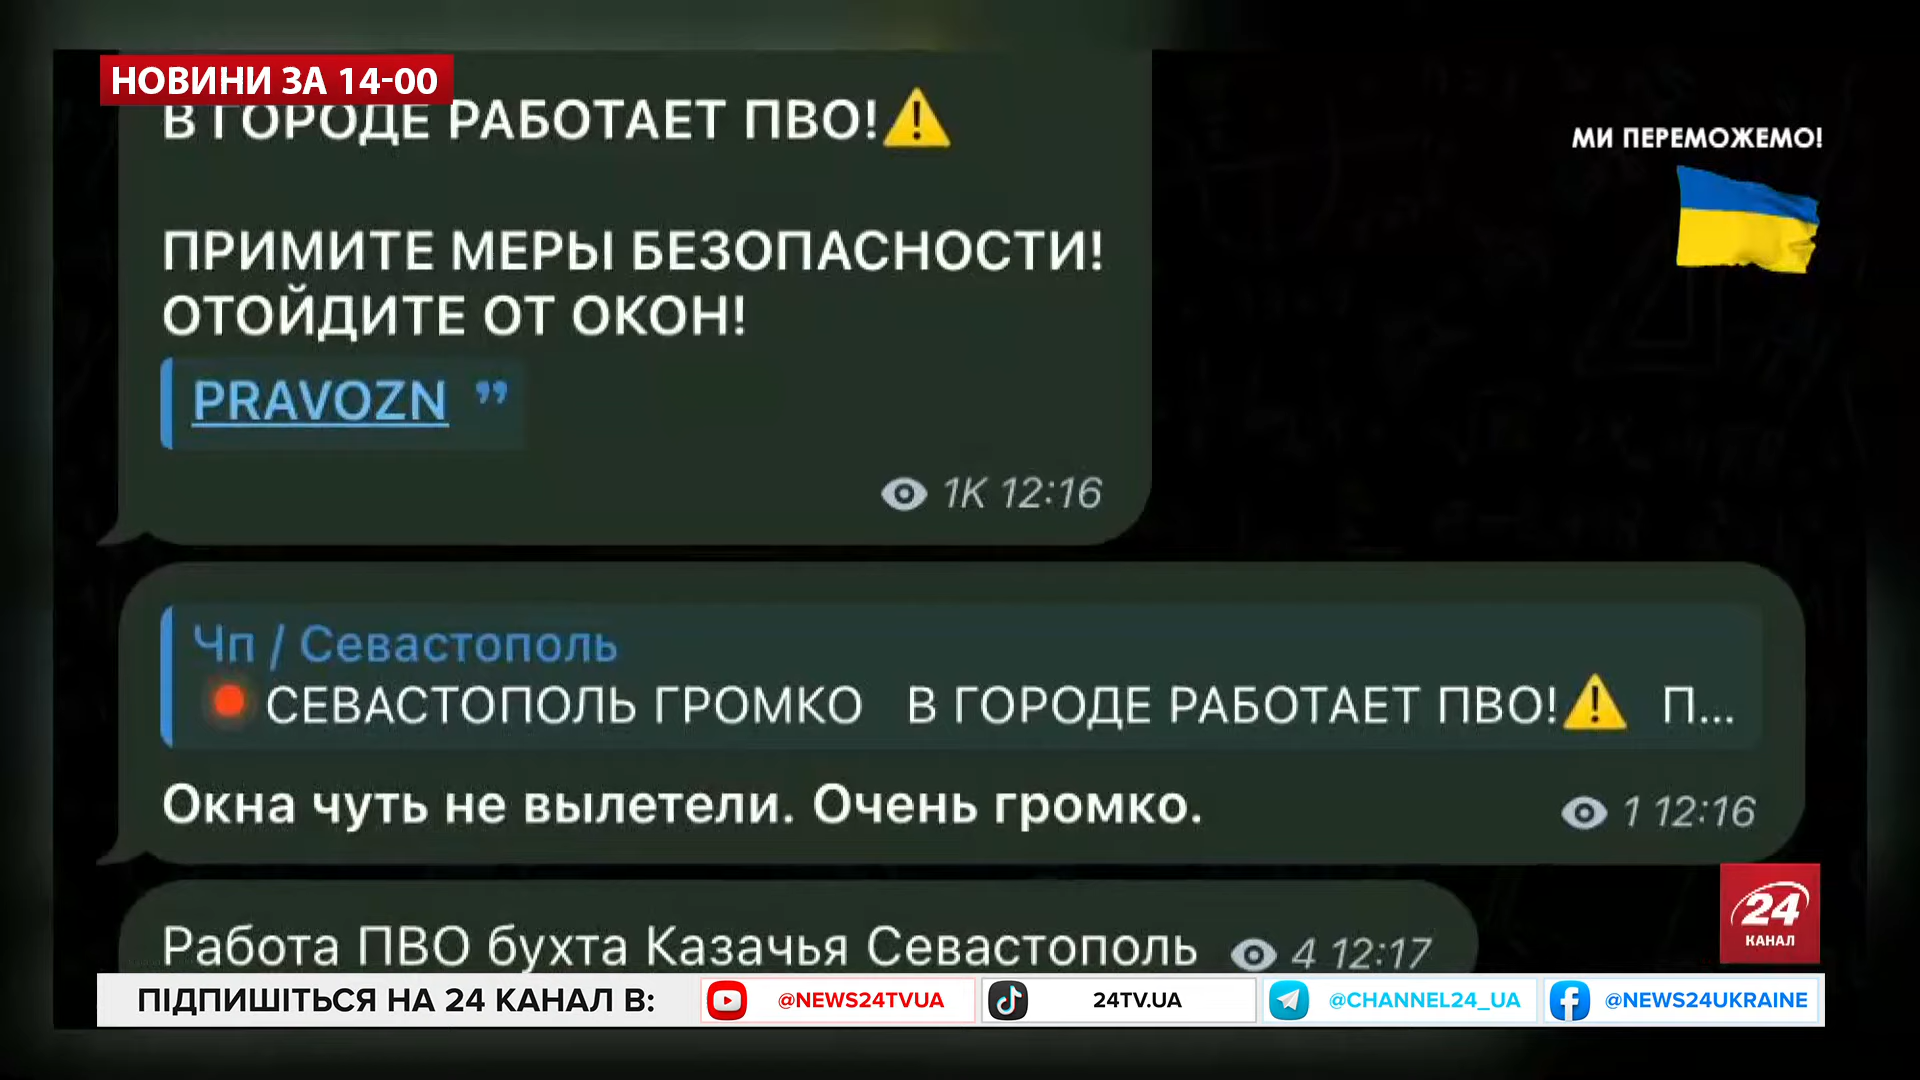 НОВИНИ ЗА 14-00
В ГОРОДЕ РАБОТАЕТ ПВО!⚠️
МИ ПЕРЕМОЖЕМО!
ПРИМИТЕ МЕРЫ БЕЗОПАСНОСТИ!
ОТОЙДИТЕ ОТ ОКОН!
PRAVOZN ”
1K 12:16
Чп / Севастополь
СЕВАСТОПОЛЬ ГРОМКО В ГОРОДЕ РАБОТАЕТ ПВО!⚠️ П...
Окна чуть не вылетели. Очень громко.
1 12:16
24
КАНАЛ
Работа ПВО бухта Казачья Севастополь
4 12:17
ПІДПИШІТЬСЯ НА 24 КАНАЛ В: @NEWS24TVUA 24TV.UA @CHANNEL24_UA @NEWS24UKRAINE